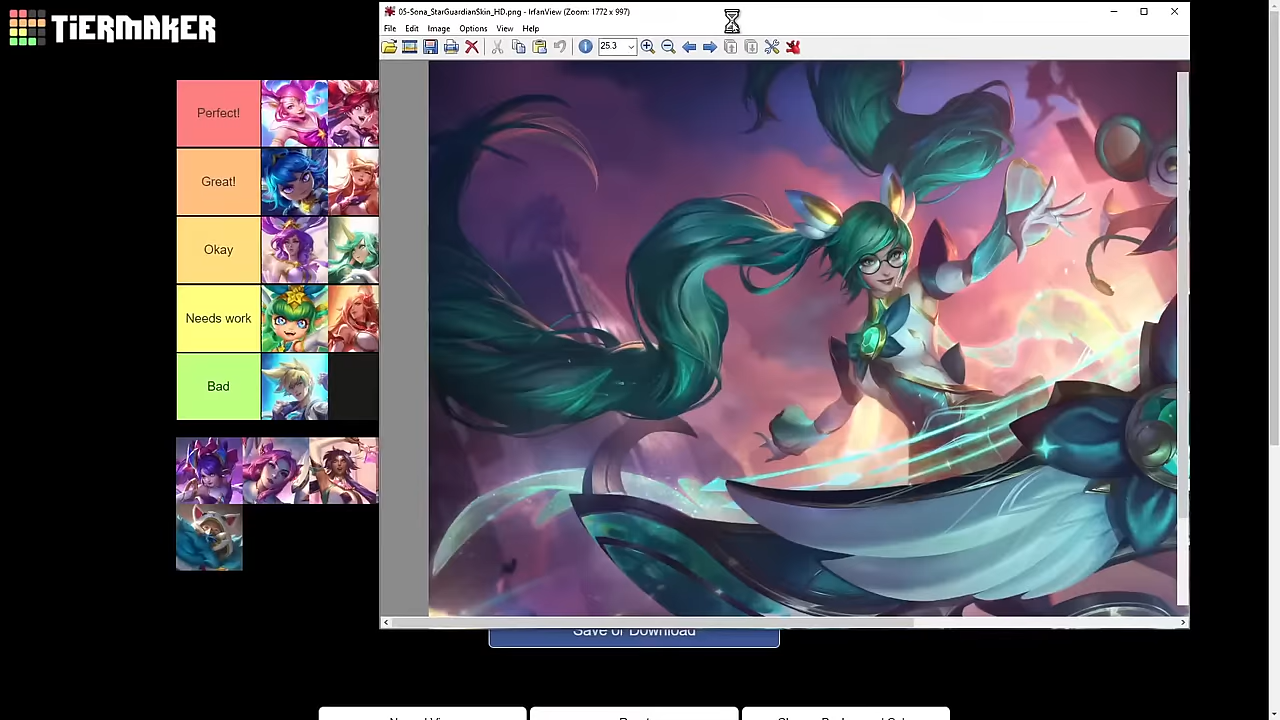 TiERMAKER
05-Sona_StarGuardianSkin_HD.png - IrfanView (Zoom: 1772 x 997)
File Edit Image Options View Help
25.3
Perfect!
Great!
Okay
Needs work
Bad
Save or Download